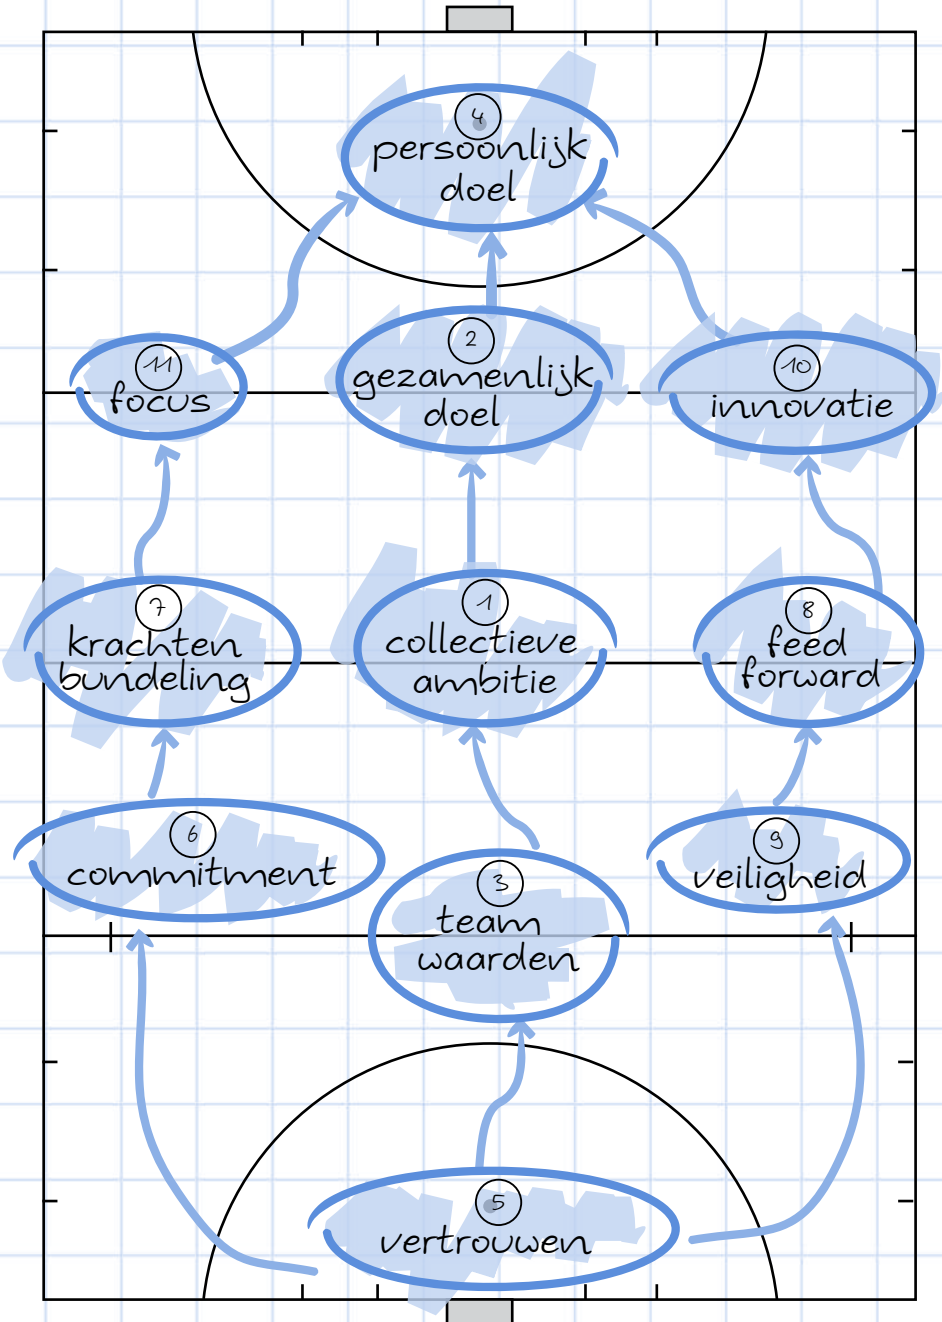 4
persoonlijk
doel
11
focus
2
gezamenlijk
doel
10
innovatie
7
krachten
bundeling
1
collectieve
ambitie
8
feed
forward
6
commitment
3
team
waarden
9
veiligheid
5
vertrouwen